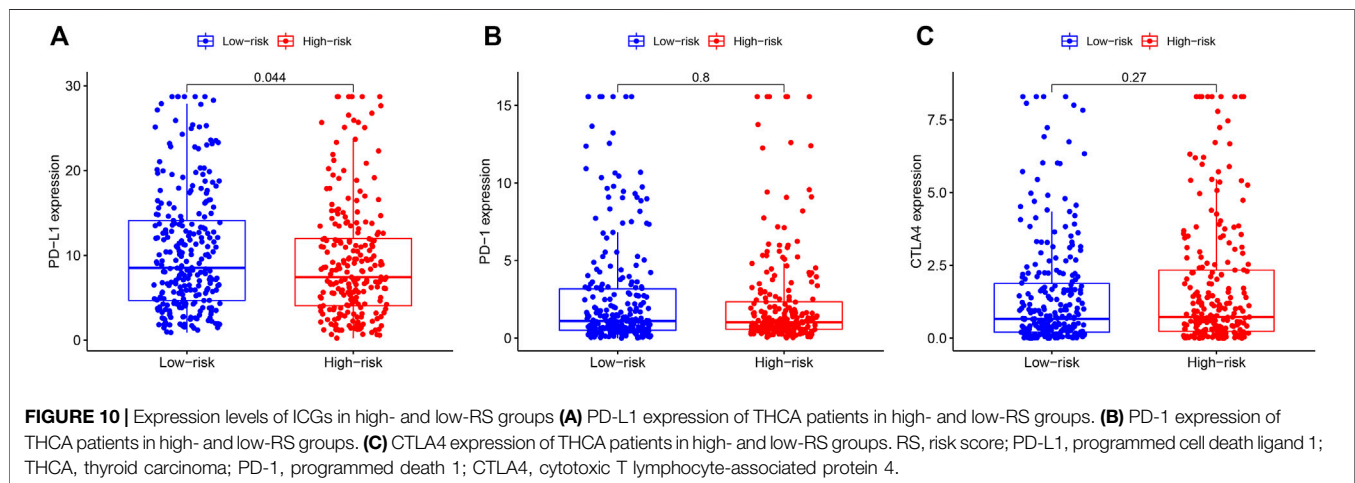 A
Low-risk
High-risk
0.044
30
20
10
0
PD-L1 expression
Low-risk
High-risk
B
Low-risk
High-risk
0.8
15
10
5
0
PD-1 expression
Low-risk
High-risk
C
Low-risk
High-risk
0.27
7.5
5.0
2.5
0.0
CTLA4 expression
Low-risk
High-risk
FIGURE 10 | Expression levels of ICGs in high- and low-RS groups (A) PD-L1 expression of THCA patients in high- and low-RS groups. (B) PD-1 expression of
THCA patients in high- and low-RS groups. (C) CTLA4 expression of THCA patients in high- and low-RS groups. RS, risk score; PD-L1, programmed cell death ligand 1;
THCA, thyroid carcinoma; PD-1, programmed death 1; CTLA4, cytotoxic T lymphocyte-associated protein 4.